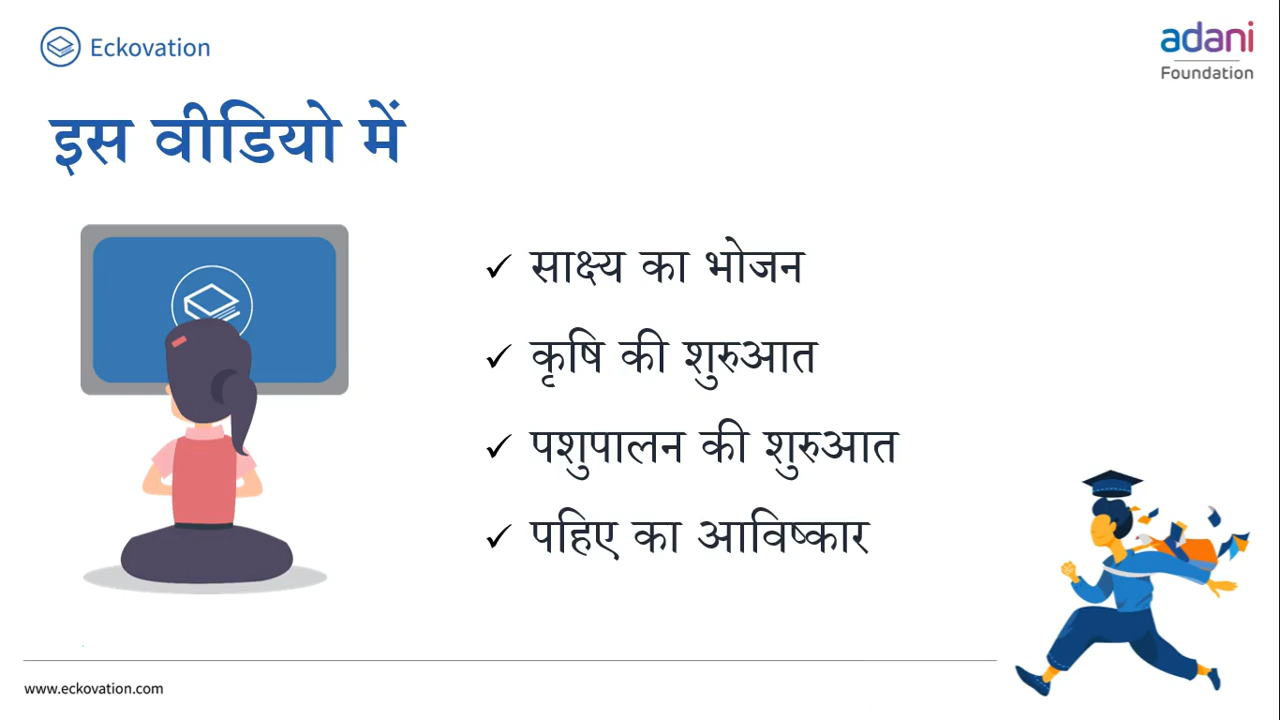 Eckovation
adani
Foundation
इस वीडियो में
साक्ष्य का भोजन
कृषि की शुरुआत
पशुपालन की शुरुआत
पहिए का आविष्कार
www.eckovation.com